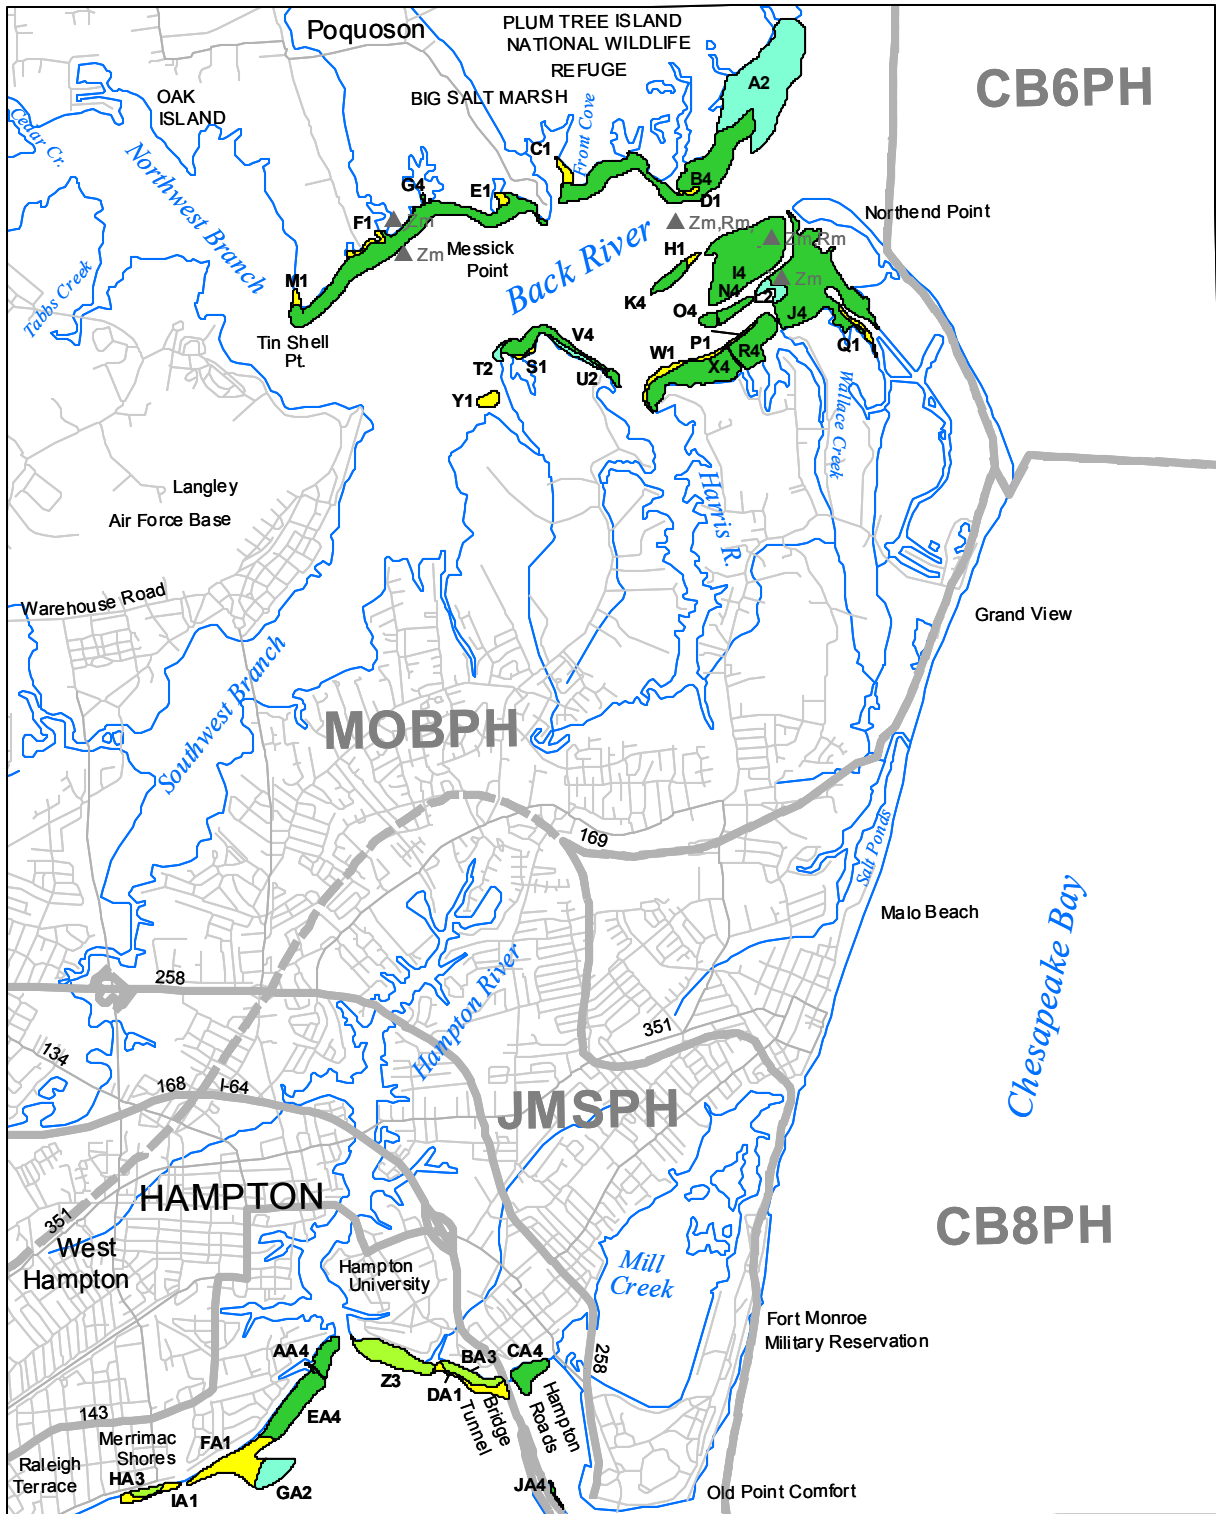 PLUM TREE ISLAND
NATIONAL WILDLIFE
REFUGE
Poquoson
CB6PH
A2
OAK
ISLAND
BIG SALT MARSH
Cedar Cr.
Northwest Branch
Front Cove
C1
G4
E1
B4
D1
F1
Zm
Zm,Rm,
Zm,Rm
Northend Point
Zm
Messick
Point
Back River
H1
I4
Zm
Tabbs Creek
M1
K4
N4
L2
O4
J4
Tin Shell
Pt.
V4
P1
R4
Q1
T2
S1
W1
X4
U2
Y1
Wallace Creek
Langley
Air Force Base
Harris R.
Warehouse Road
Grand View
Southwest Branch
MOBPH
169
Salt Ponds
Malo Beach
Chesapeake Bay
258
Hampton River
351
134
168
I-64
JMSPH
HAMPTON
351
West
Hampton
CB8PH
Mill
Creek
Hampton
University
Fort Monroe
Military Reservation
AA4
Z3
BA3
CA4
DA1
258
Bridge
Tunnel
Hampton
Roads
143
EA4
FA1
Merrimac
Shores
Raleigh
Terrace
HA3
IA1
GA2
JA4
Old Point Comfort